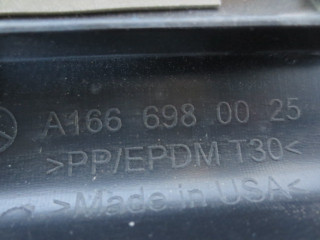 A166 698 00 25
>PP/EPDM T30<
>Made in USA<